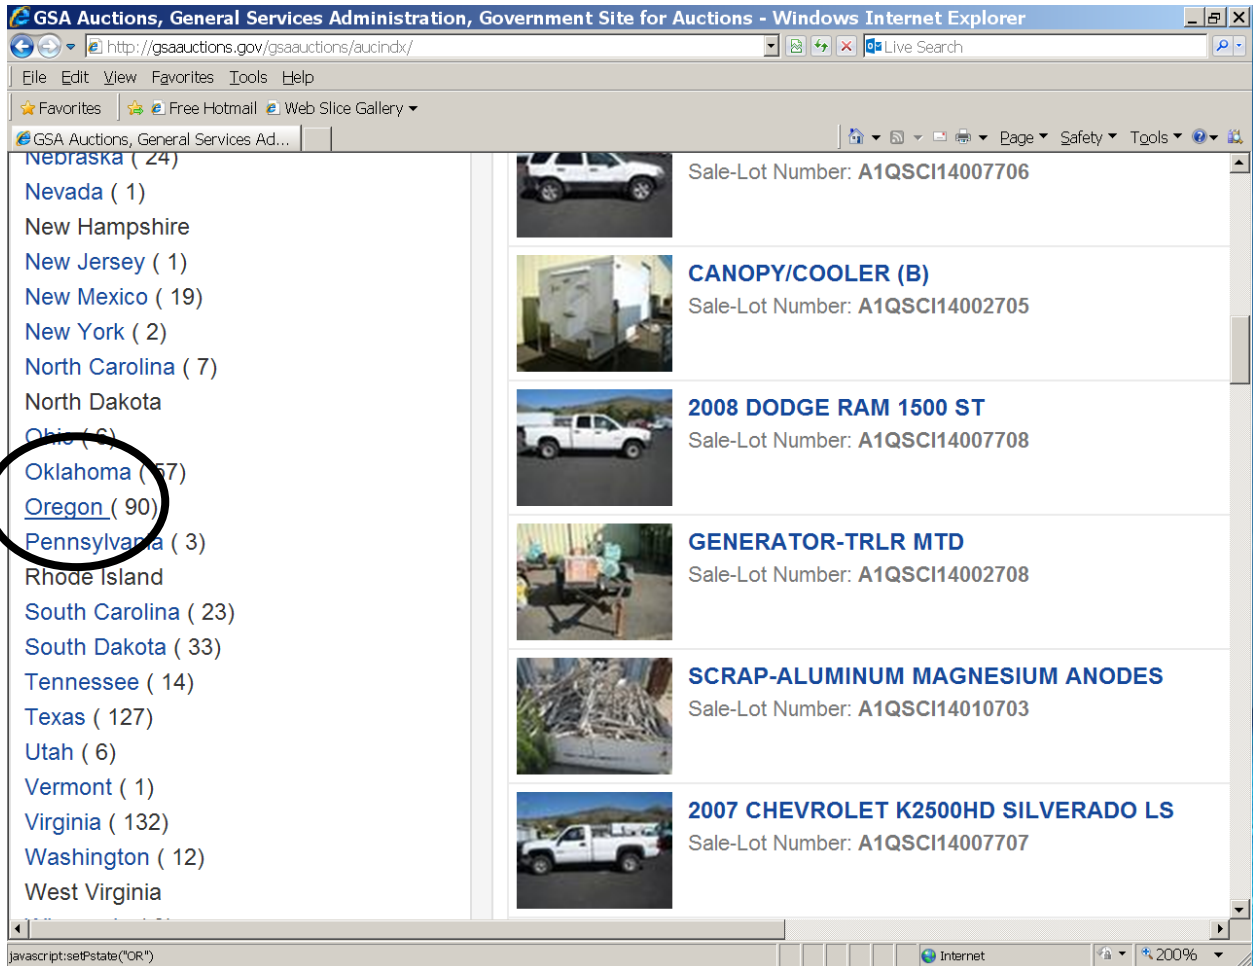 GSA Auctions, General Services Administration, Government Site for Auctions - Windows Internet Explorer
http://gsaauctions.gov/gsaauctions/aucindx/
Live Search
File Edit View Favorites Tools Help
Favorites Free Hotmail Web Slice Gallery
GSA Auctions, General Services Ad...
Page Safety Tools
Nebraska ( 24)
Nevada ( 1)
New Hampshire
New Jersey ( 1)
New Mexico ( 19)
New York ( 2)
North Carolina ( 7)
North Dakota
Ohio ( 6)
Oklahoma ( 57)
Oregon ( 90)
Pennsylvania ( 3)
Rhode Island
South Carolina ( 23)
South Dakota ( 33)
Tennessee ( 14)
Texas ( 127)
Utah ( 6)
Vermont ( 1)
Virginia ( 132)
Washington ( 12)
West Virginia
Sale-Lot Number: A1QSCI14007706
CANOPY/COOLER (B)
Sale-Lot Number: A1QSCI14002705
2008 DODGE RAM 1500 ST
Sale-Lot Number: A1QSCI14007708
GENERATOR-TRLR MTD
Sale-Lot Number: A1QSCI14002708
SCRAP-ALUMINUM MAGNESIUM ANODES
Sale-Lot Number: A1QSCI14010703
2007 CHEVROLET K2500HD SILVERADO LS
Sale-Lot Number: A1QSCI14007707
javascript:setPstate("OR")
Internet
200%